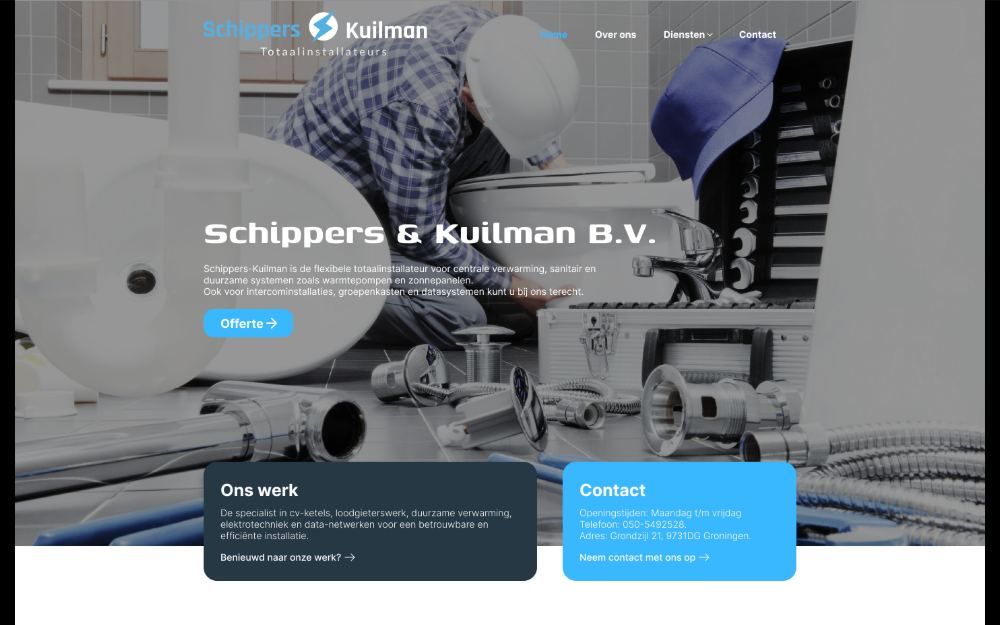 Schippers Kuilman
Totaalinstallateurs
Home
Over ons
Diensten
Contact
Schippers & Kuilman B.V.
Schippers-Kuilman is de flexibele totaalinstallateur voor centrale verwarming, sanitair en
duurzame systemen zoals warmtepompen en zonnepanelen.
Ook voor intercominstallaties, groepenkasten en datasystemen kunt u bij ons terecht.
Offerte
Ons werk
De specialist in cv-ketels, loodgieterswerk, duurzame verwarming,
elektrotechniek en data-netwerken voor een betrouwbare en
efficiënte installatie.
Benieuwd naar onze werk?
Contact
Openingstijden: Maandag t/m vrijdag
Telefoon: 050-5492528.
Adres: Grondzijl 21, 9731DG Groningen.
Neem contact met ons op